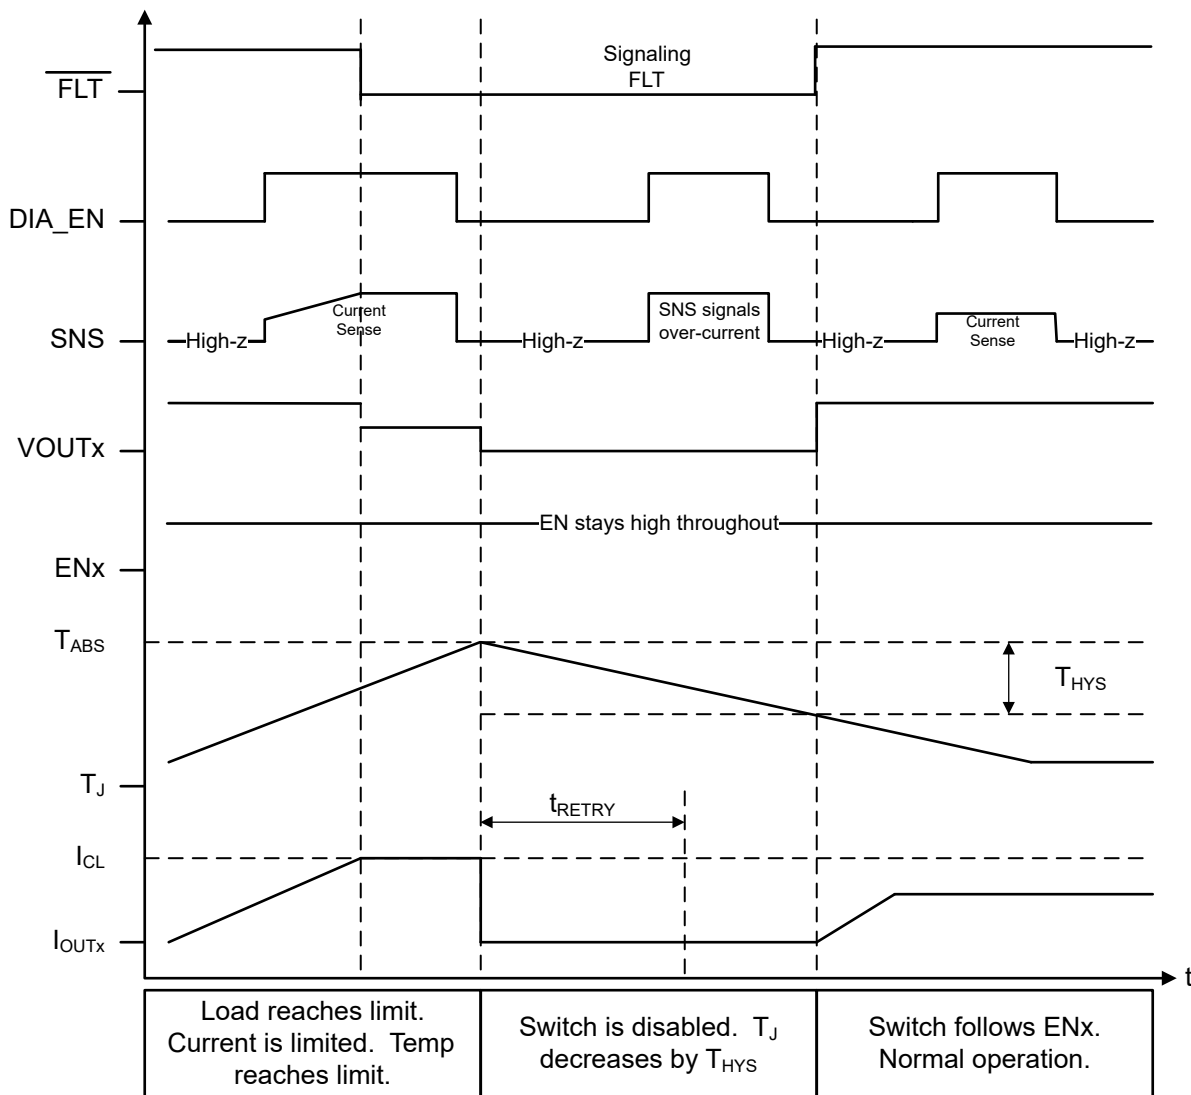 Signaling
FLT
FLT
DIA_EN
SNS
High-z
Current
Sense
High-z
SNS signals
over-current
High-z
Current
Sense
High-z
VOUTx
EN stays high throughout
ENx
TABS
THYS
TJ
tRETRY
ICL
IOUTx
t
Load reaches limit.
Current is limited. Temp
reaches limit.
Switch is disabled. TJ
decreases by THYS
Switch follows ENx.
Normal operation.